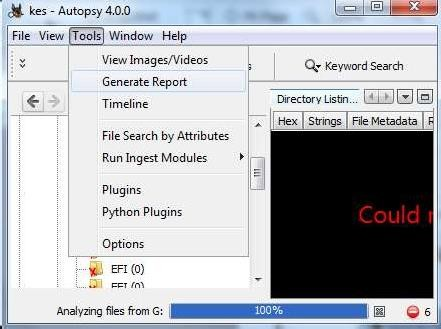 kes - Autopsy 4.0.0
File View Tools Window Help
Keyword Search
View Images/Videos
Generate Report
Timeline
File Search by Attributes
Run Ingest Modules
Plugins
Python Plugins
Options
Directory Listin...
Hex Strings File Metadata
Could
EFI (0)
EFI (0)
Analyzing files from G: 100% 6